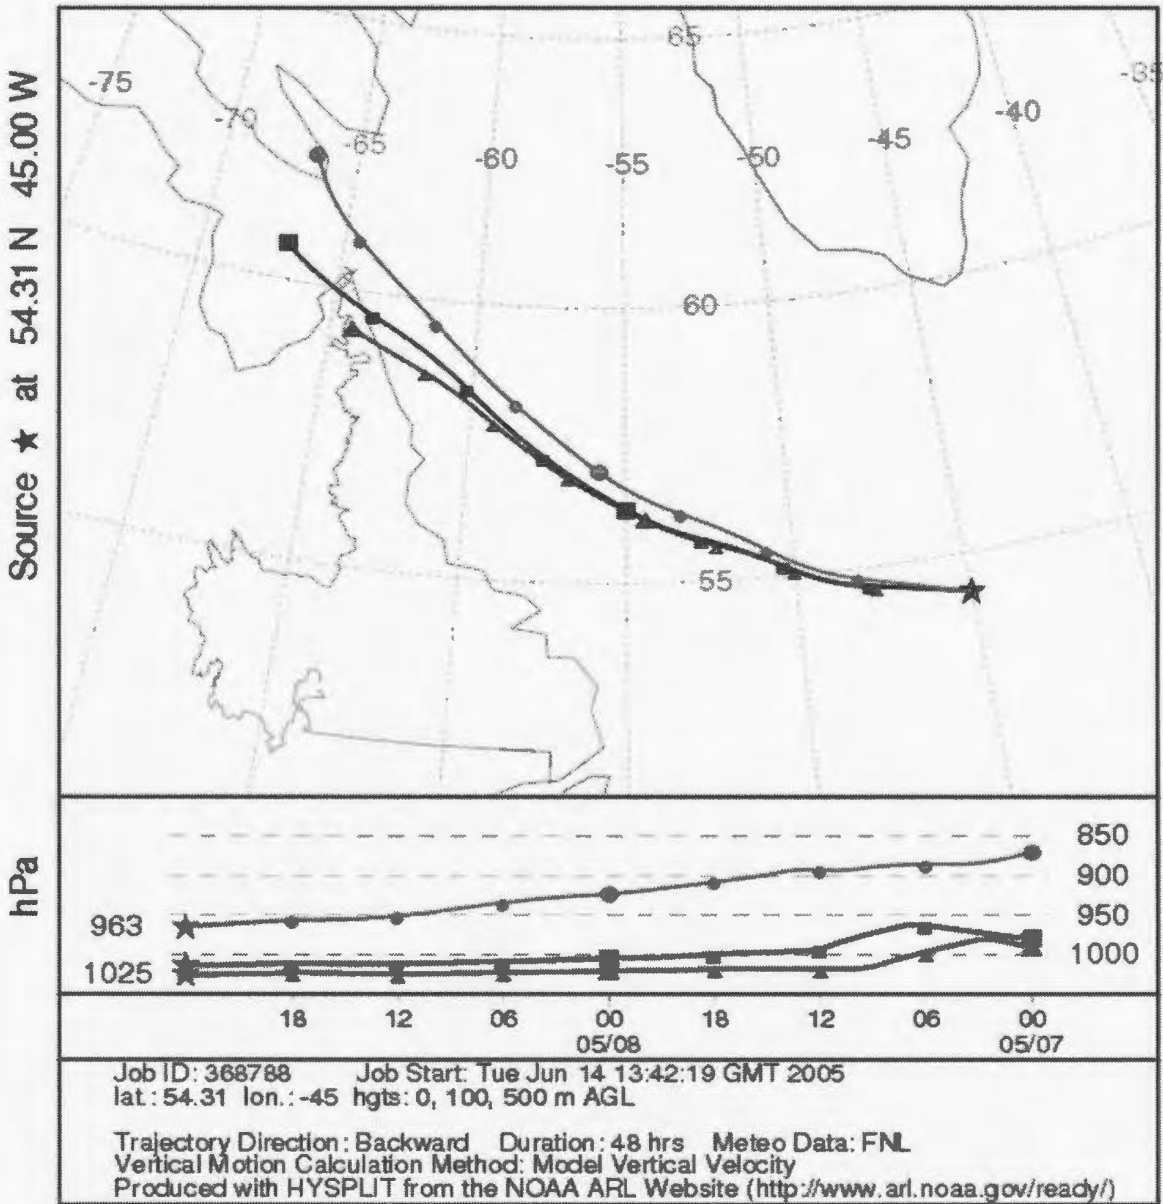 Source ★ at 54.31 N 45.00 W
65
-75
-70
-65
-60
-55
-50
-45
-40
-35
60
55
hPa
850
900
950
1000
963
1025
18 12 06 00 18 12 06 00
05/08 05/07
Job ID: 368788 Job Start: Tue Jun 14 13:42:19 GMT 2005
lat.: 54.31 lon.: -45 hgts: 0, 100, 500 m AGL
Trajectory Direction: Backward Duration: 48 hrs Meteo Data: FNL
Vertical Motion Calculation Method: Model Vertical Velocity
Produced with HYSPLIT from the NOAA ARL Website (http://www.arl.noaa.gov/ready/)